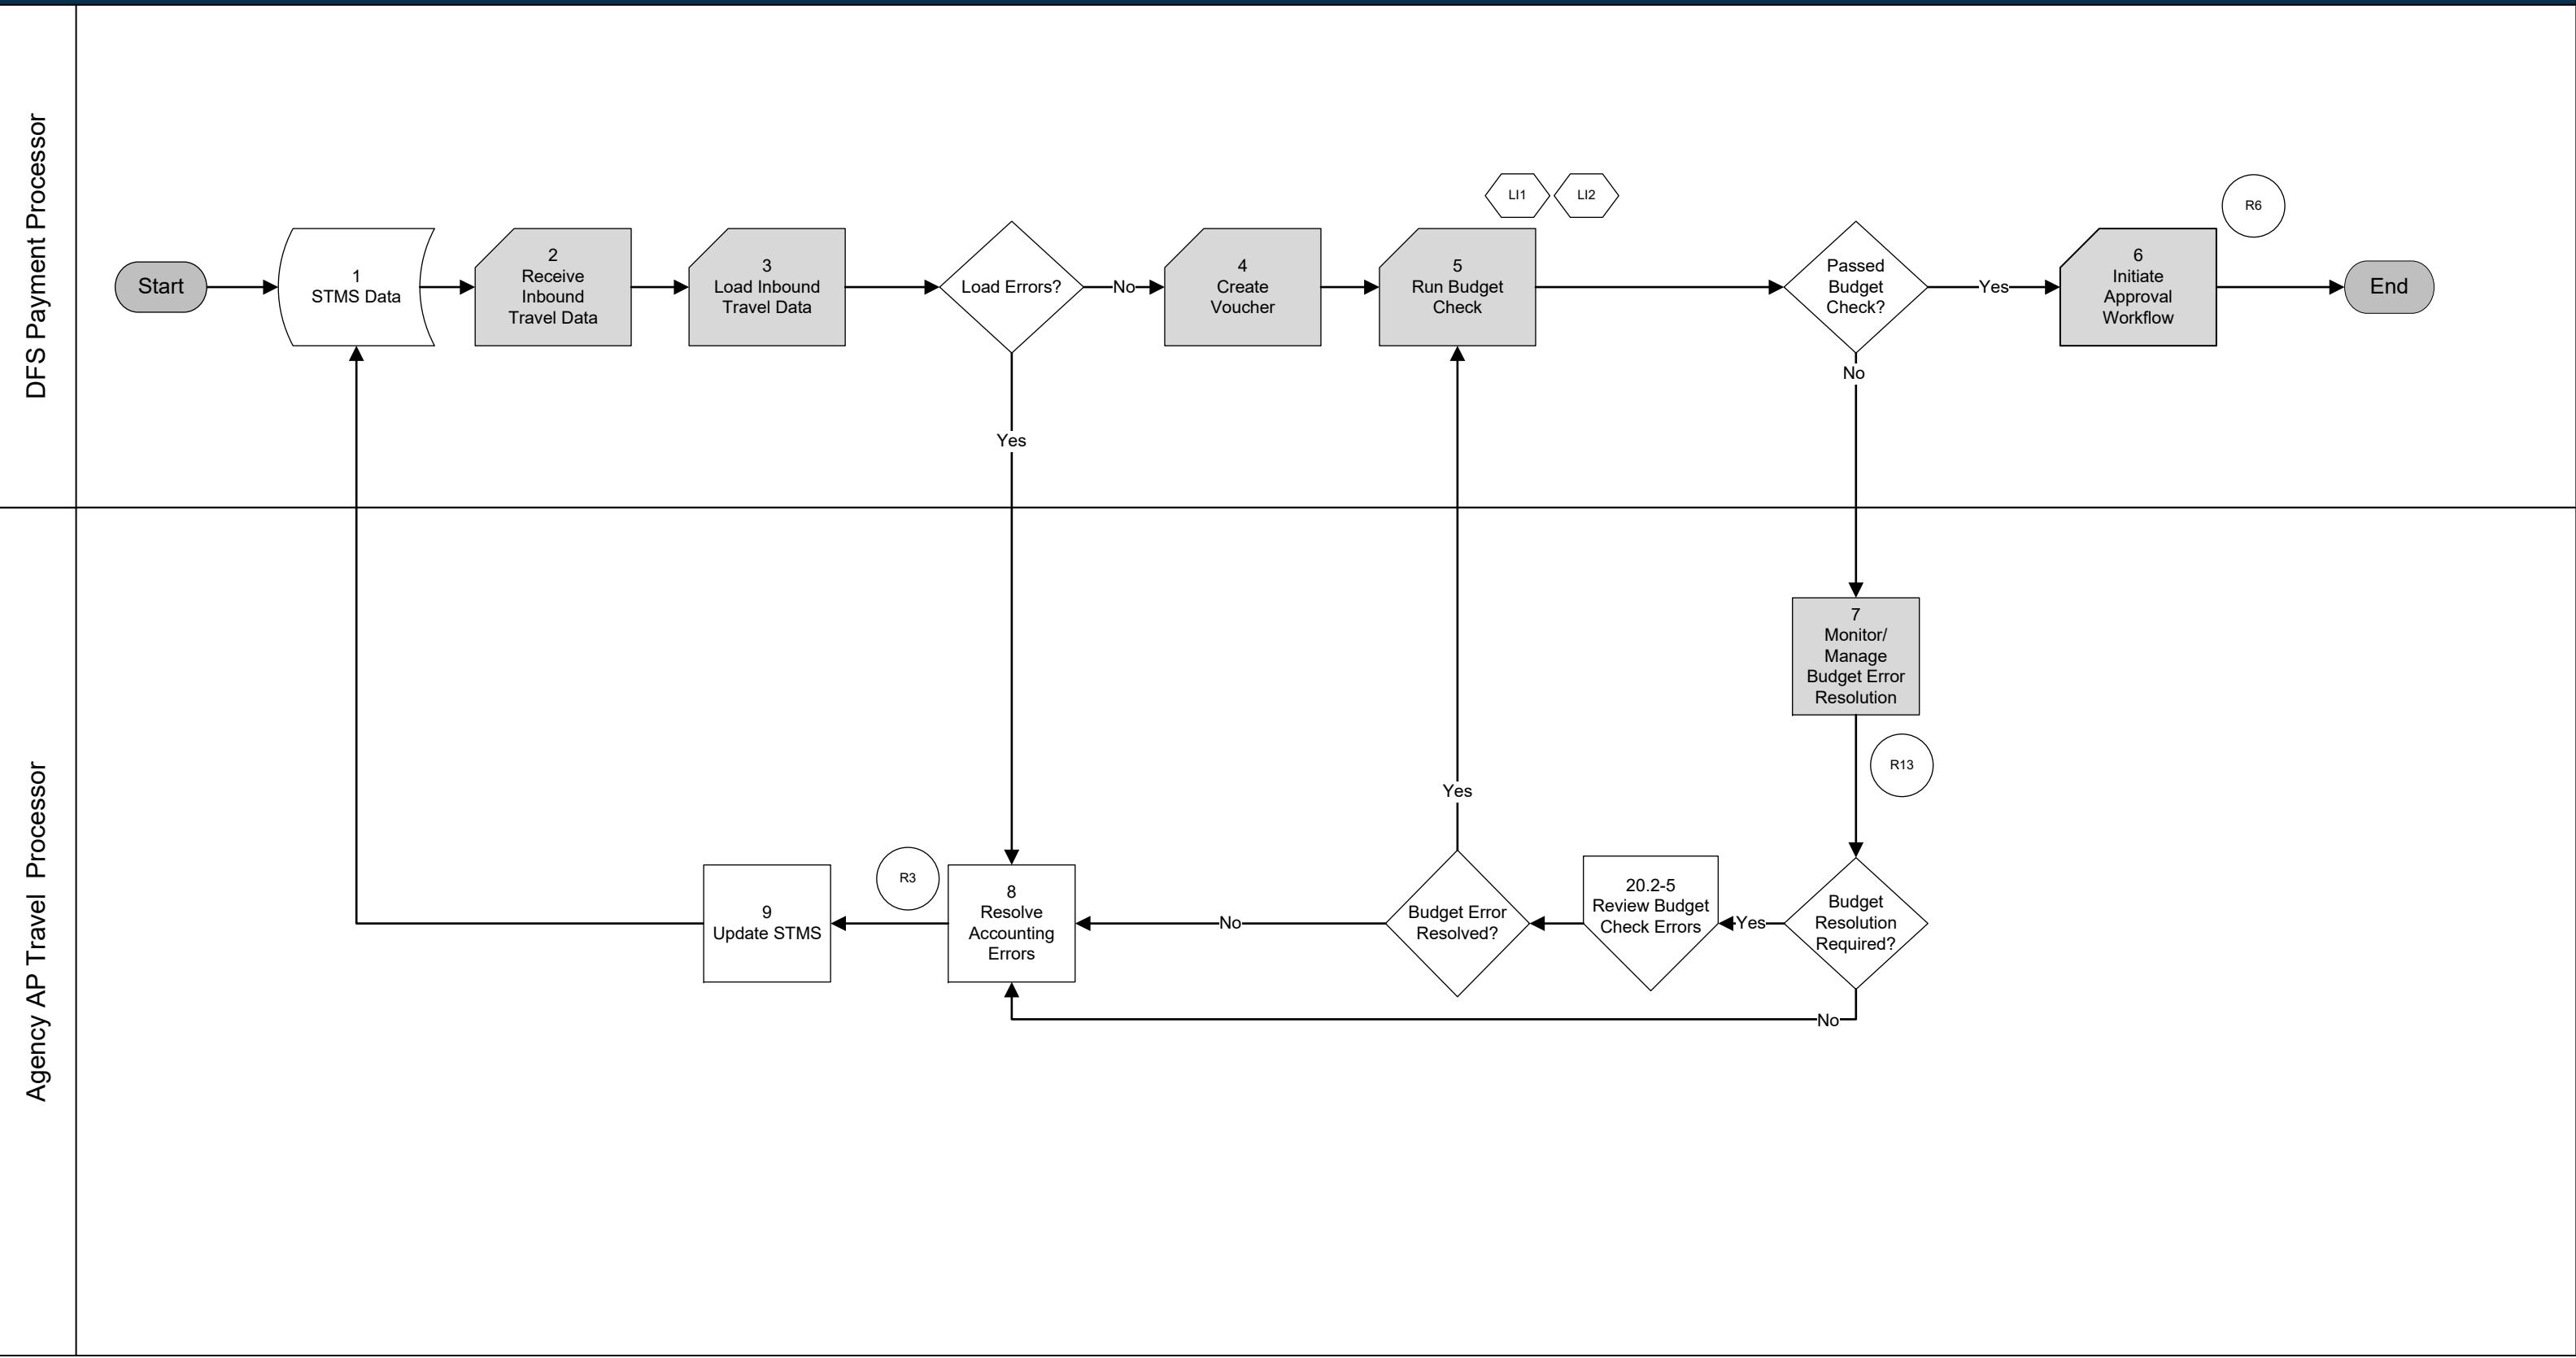 DFS Payment Processor
Start
1
STMS Data
2
Receive
Inbound
Travel Data
3
Load Inbound
Travel Data
Load Errors?
No
Yes
4
Create
Voucher
5
Run Budget
Check
LI1
LI2
Passed
Budget
Check?
Yes
No
6
Initiate
Approval
Workflow
R6
End
Agency AP Travel  Processor
7
Monitor/
Manage
Budget Error
Resolution
R13
Budget
Resolution
Required?
Yes
No
20.2-5
Review Budget
Check Errors
Budget Error
Resolved?
Yes
No
8
Resolve
Accounting
Errors
R3
9
Update STMS